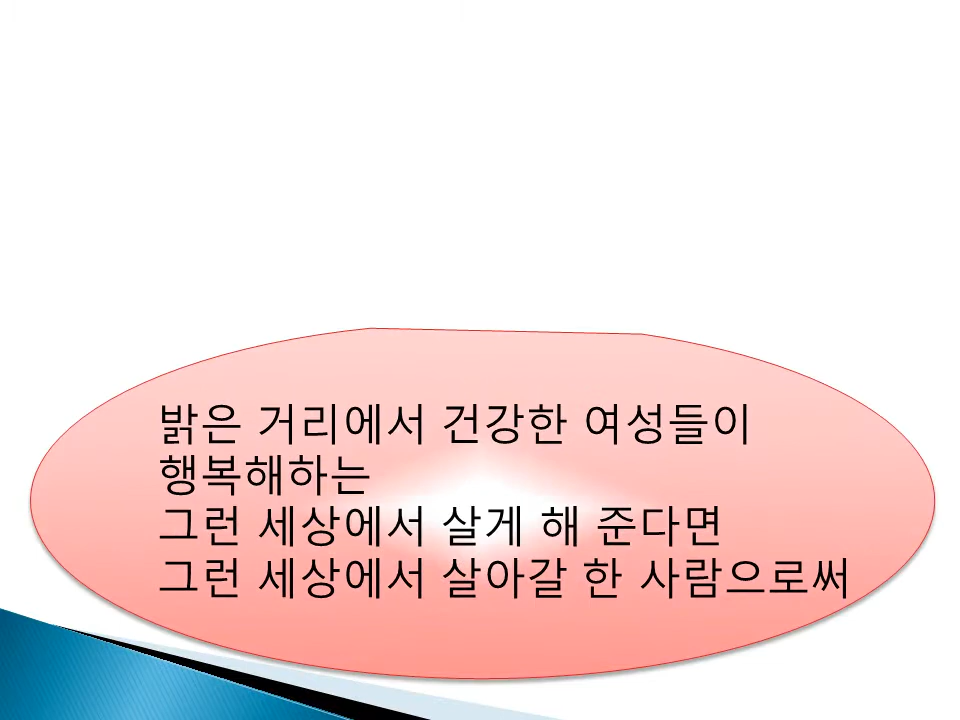 밝은 거리에서 건강한 여성들이
행복해하는
그런 세상에서 살게 해 준다면
그런 세상에서 살아갈 한 사람으로써